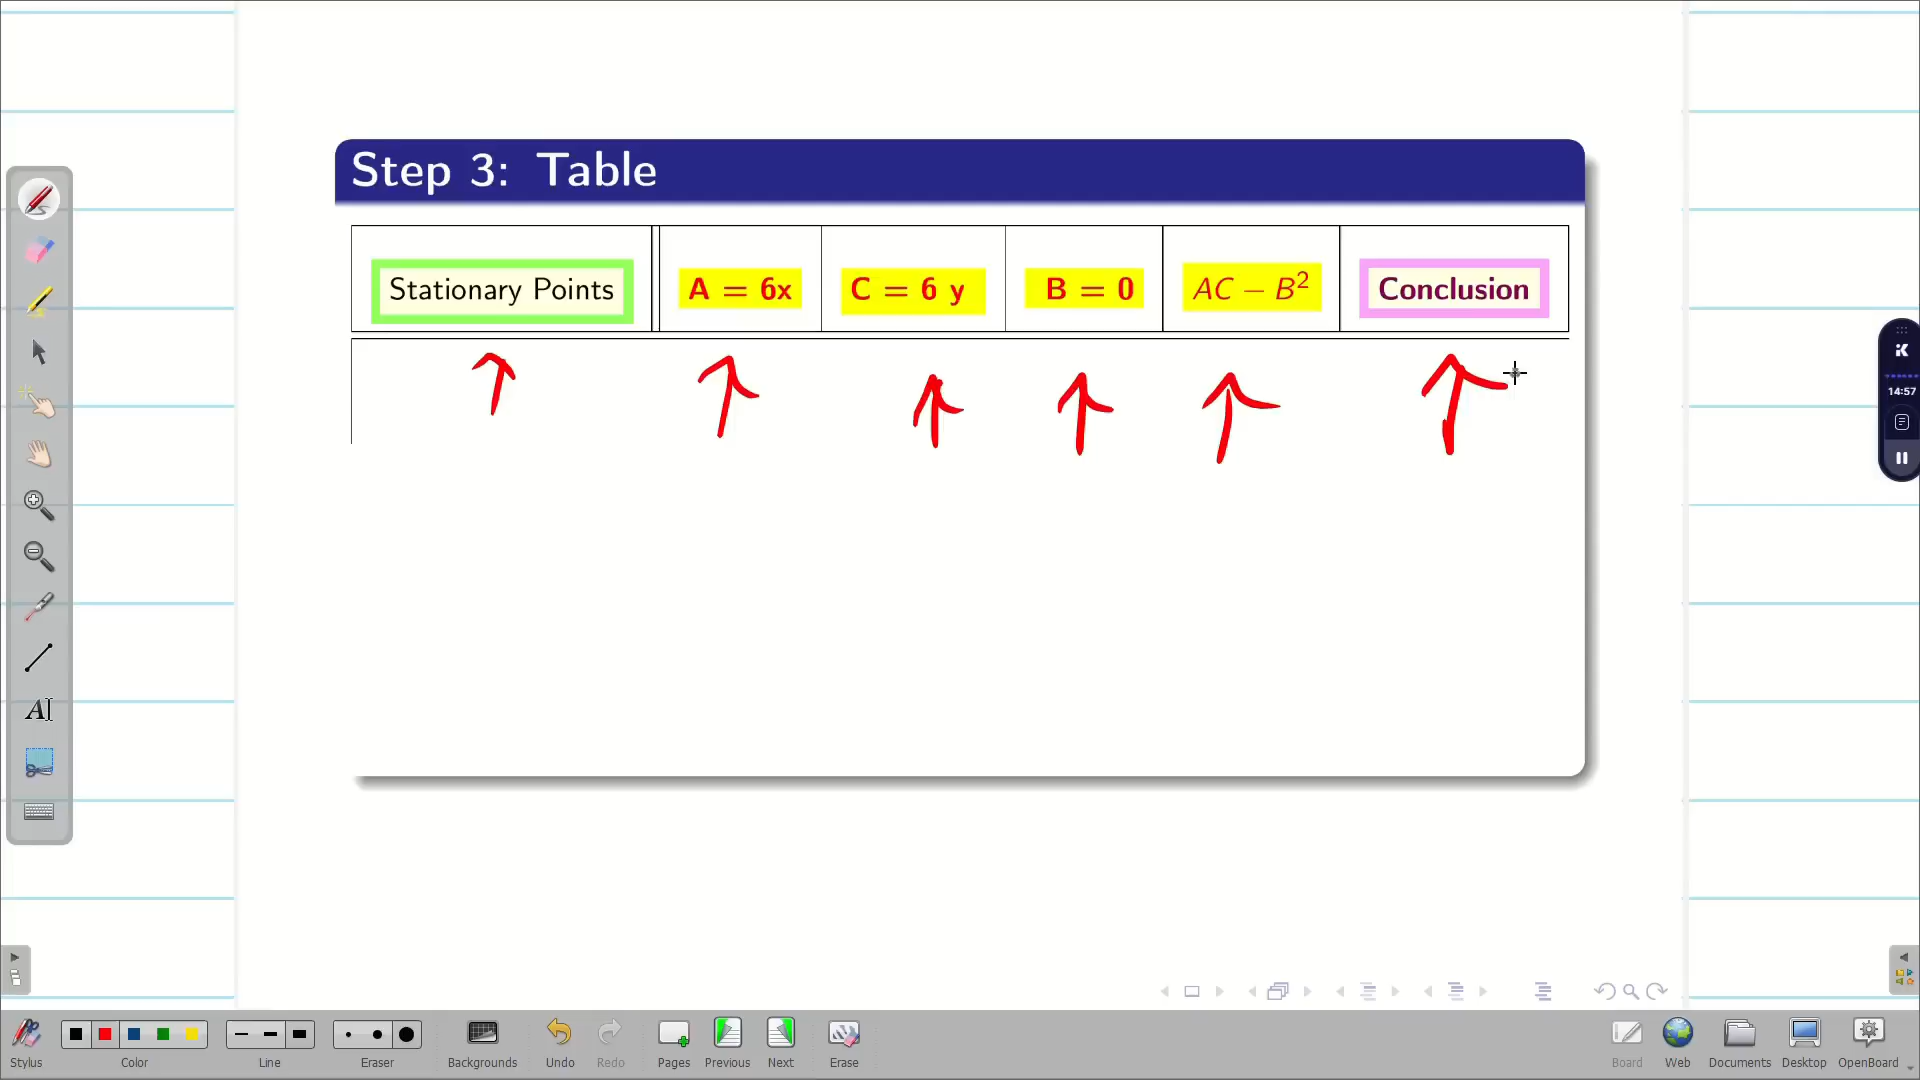 Step 3: Table
Stationary Points A = 6x C = 6 y B = 0 AC − B² Conclusion
14:57
Stylus Color Line Eraser Backgrounds Undo Redo Pages Previous Next Erase Board Web Documents Desktop OpenBoard